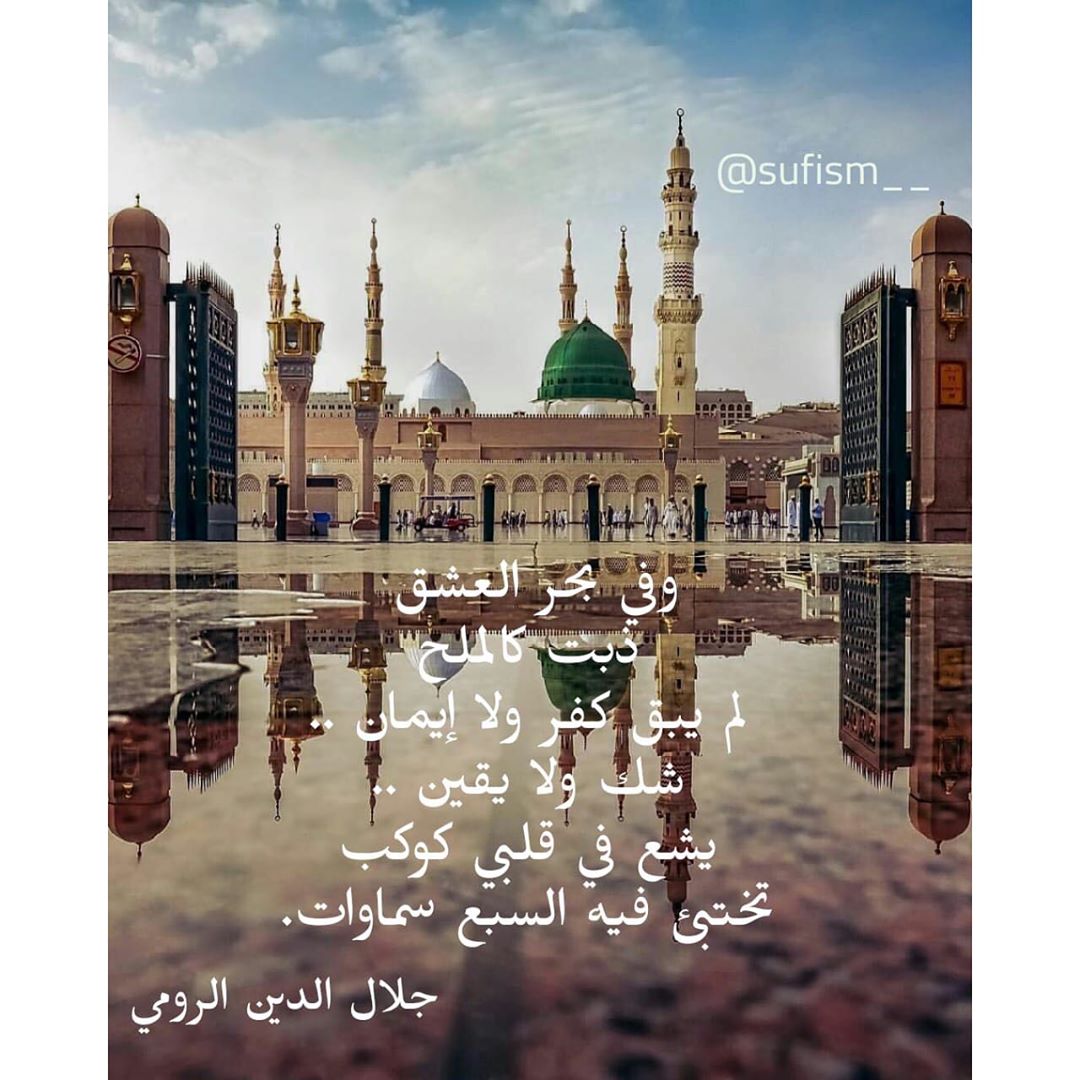 @sufism__
وفي بحر العشق
ذبت كالملح
لم يبق كفر ولا إيمان ..
شك ولا يقين ..
يشع في قلبي كوكب
تختبئ فيه السبع سماوات.
جلال الدين الرومي